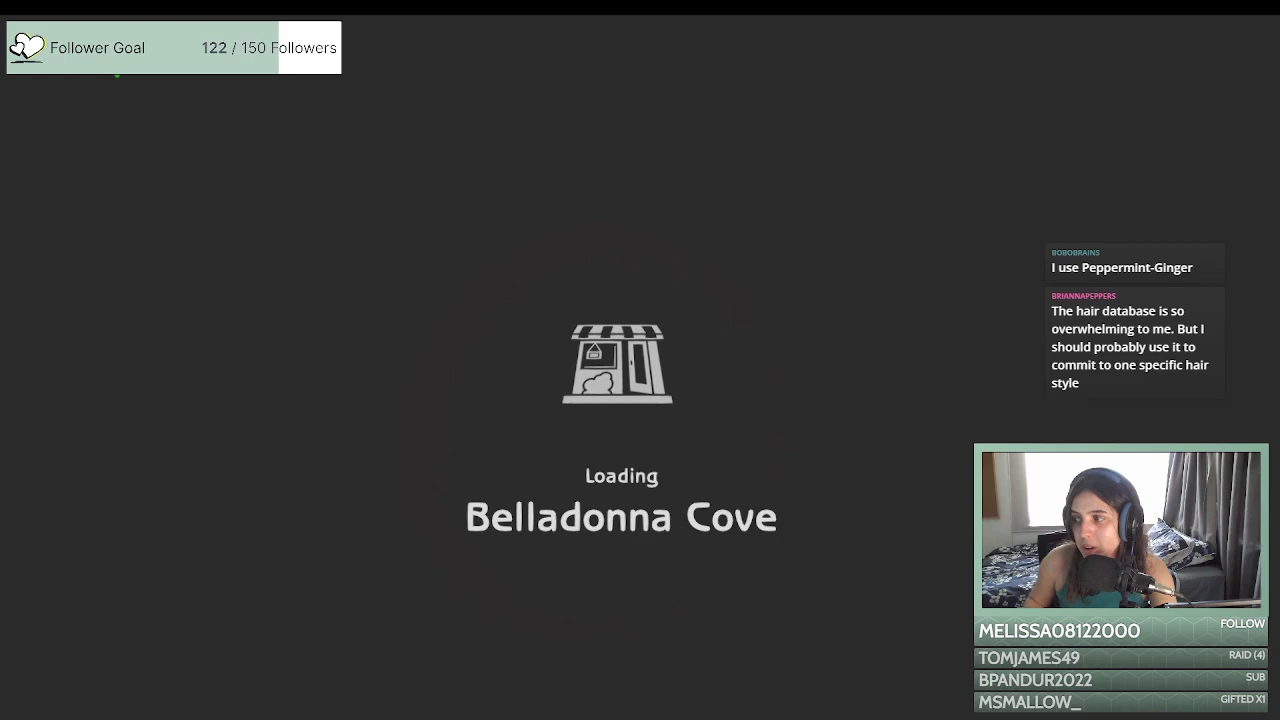 Follower Goal 122 / 150 Followers
BOBOBRAINS
I use Peppermint-Ginger
BRIANNAPEPPERS
The hair database is so
overwhelming to me. But I
should probably use it to
commit to one specific hair
style
Loading
Belladonna Cove
MELISSA08122000 FOLLOW
TOMJAMES49 RAID (4)
BPANDUR2022 SUB
MSMALLOW_ GIFTED X1